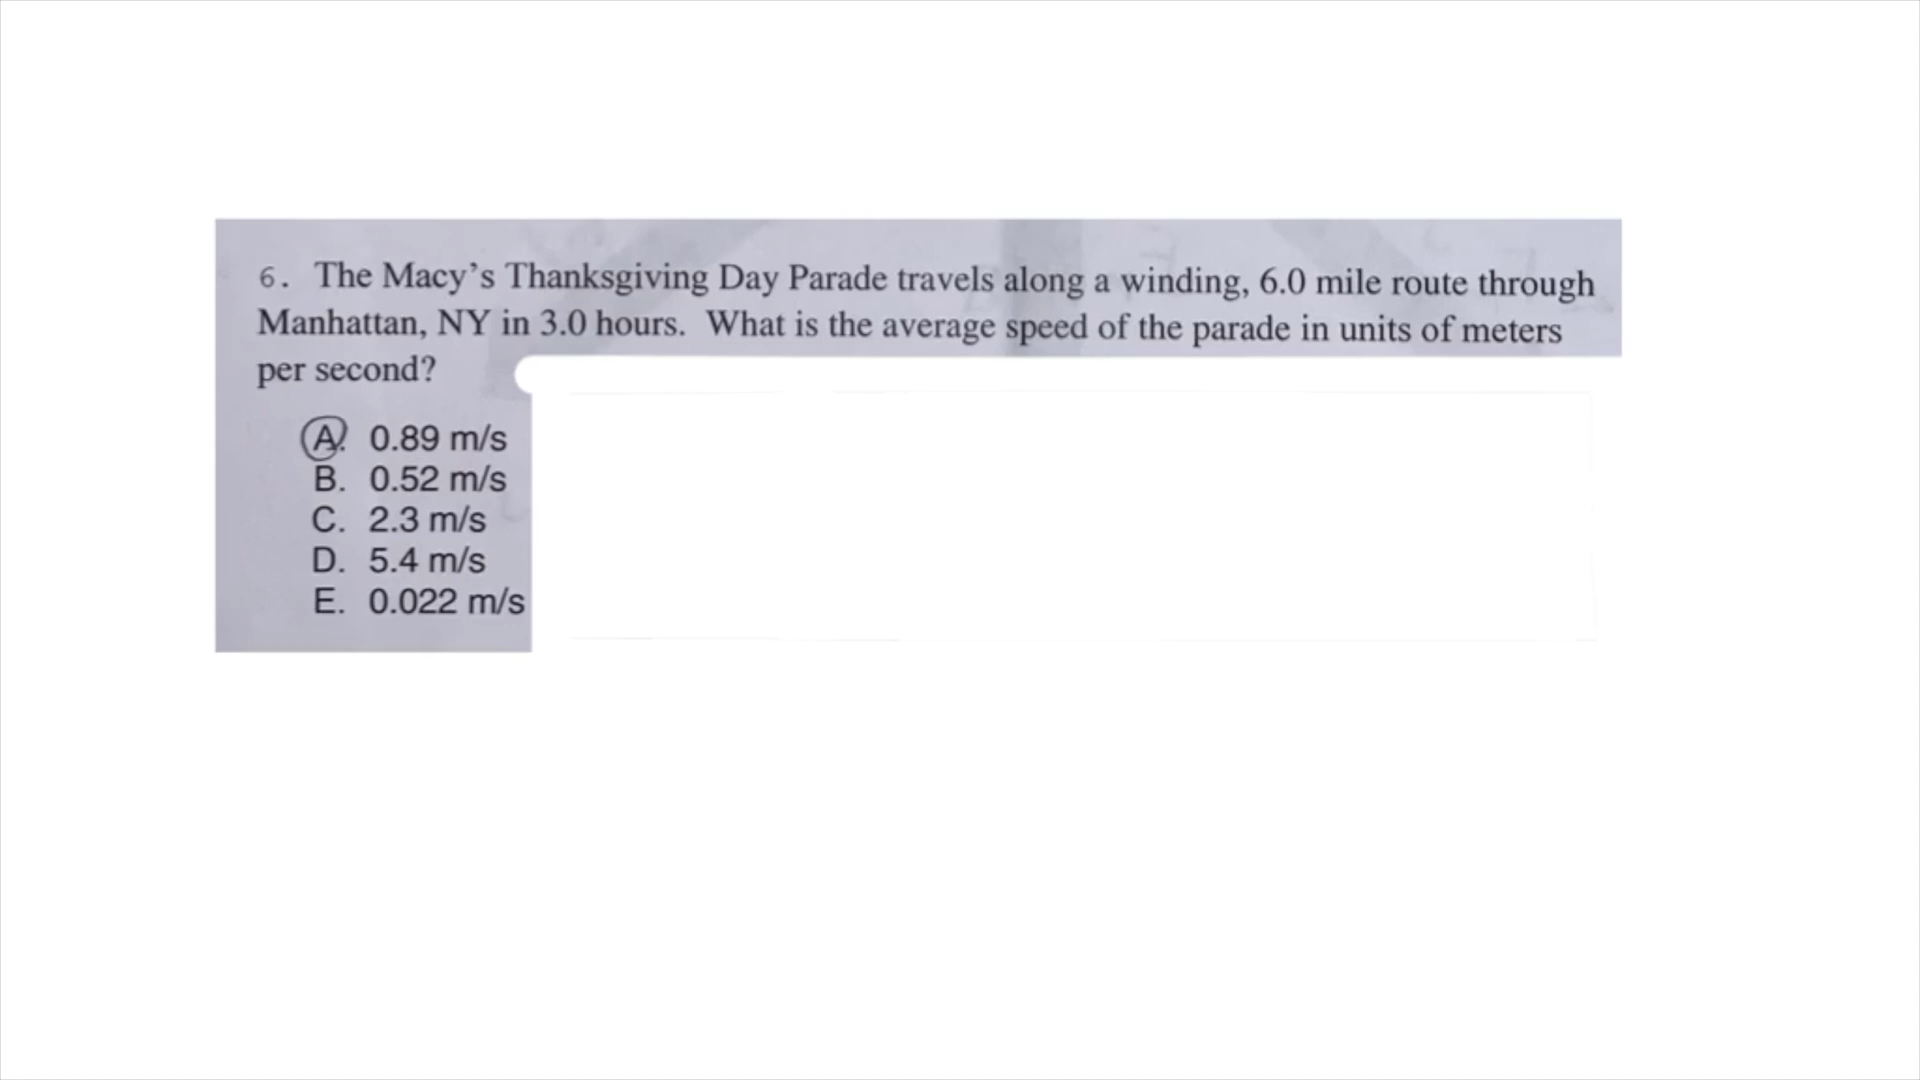 6. The Macy’s Thanksgiving Day Parade travels along a winding, 6.0 mile route through
Manhattan, NY in 3.0 hours. What is the average speed of the parade in units of meters
per second?
A. 0.89 m/s
B. 0.52 m/s
C. 2.3 m/s
D. 5.4 m/s
E. 0.022 m/s